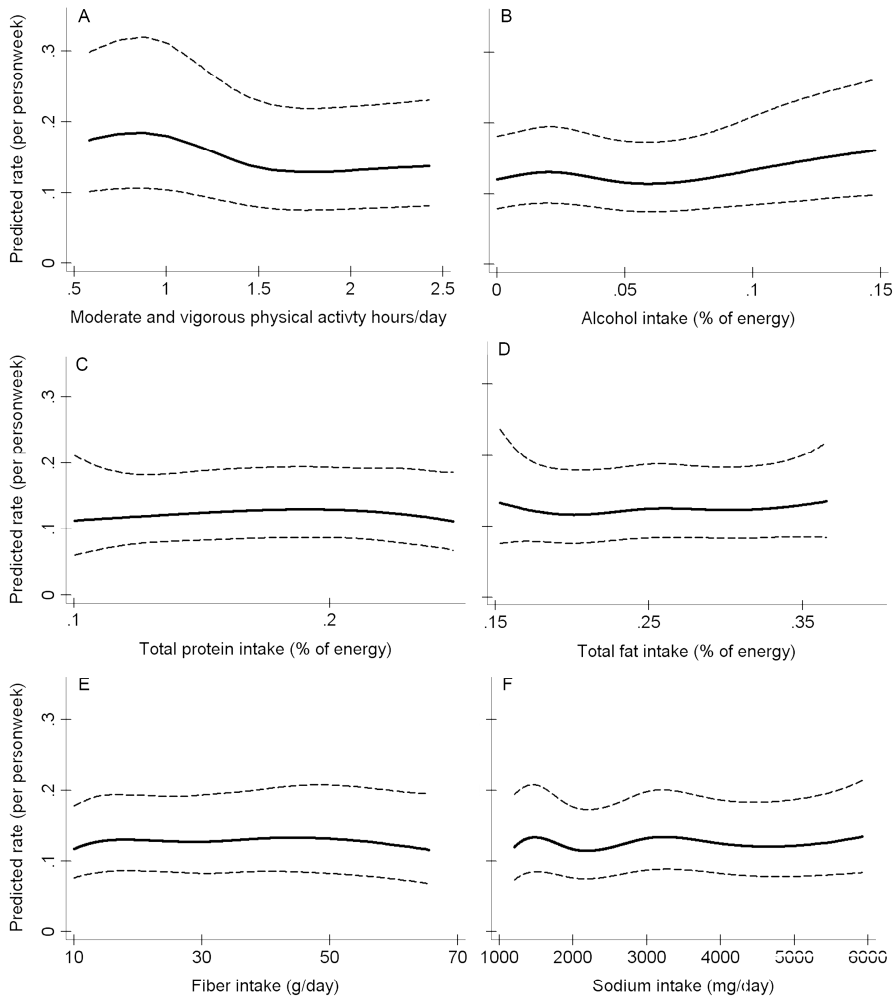 A
Predicted rate (per personweek)
.3
.2
.1
0
.5 1 1.5 2 2.5
Moderate and vigorous physical activty hours/day
B
0 .05 .1 .15
Alcohol intake (% of energy)
C
Predicted rate (per personweek)
.3
.2
.1
0
.1 .2
Total protein intake (% of energy)
D
.15 .25 .35
Total fat intake (% of energy)
E
Predicted rate (per personweek)
.3
.2
.1
0
10 30 50 70
Fiber intake (g/day)
F
1000 2000 3000 4000 5000 6000
Sodium intake (mg/day)